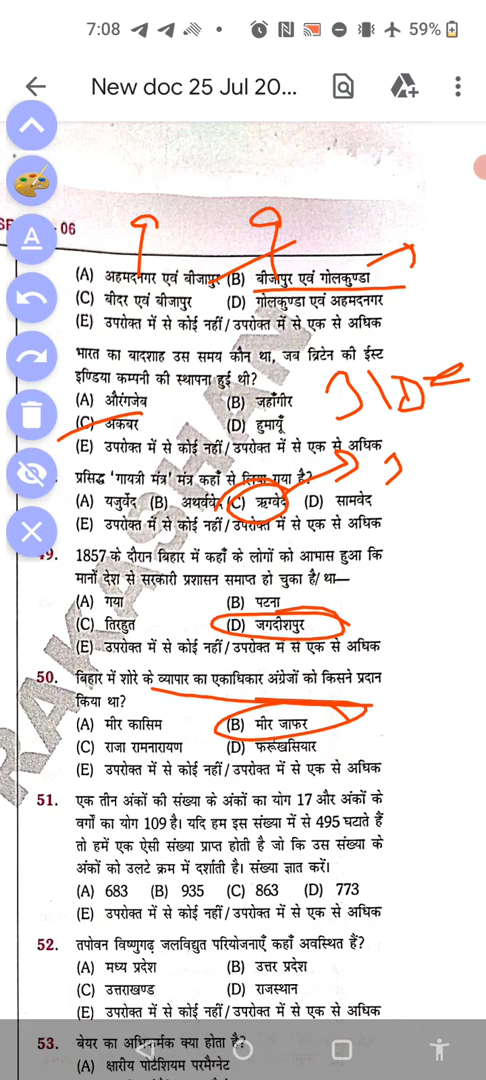 7:08
59%
New doc 25 Jul 20...
06
(A) अहमदनगर एवं बीजापुर (B) बीजापुर एवं गोलकुण्डा
(C) बीदर एवं बीजापुर (D) गोलकुण्डा एवं अहमदनगर
(E) उपरोक्त में से कोई नहीं/उपरोक्त में से एक से अधिक
भारत का बादशाह उस समय कौन था, जब ब्रिटेन की ईस्ट
इण्डिया कम्पनी की स्थापना हुई थी?
(A) औरंगजेब (B) जहाँगीर
(C) अकबर (D) हुमायूँ
(E) उपरोक्त में से कोई नहीं/उपरोक्त में से एक से अधिक
प्रसिद्ध 'गायत्री मंत्र' मंत्र कहाँ से लिया गया है?
(A) यजुर्वेद (B) अथर्ववेद (C) ऋग्वेद (D) सामवेद
(E) उपरोक्त में से कोई नहीं/उपरोक्त में से एक से अधिक
49. 1857 के दौरान बिहार में कहाँ के लोगों को आभास हुआ कि
मानों देश से सरकारी प्रशासन समाप्त हो चुका है/था—
(A) गया (B) पटना
(C) तिरहुत (D) जगदीशपुर
(E) उपरोक्त में से कोई नहीं/उपरोक्त में से एक से अधिक
50. बिहार में शोरे के व्यापार का एकाधिकार अंग्रेजों को किसने प्रदान
किया था?
(A) मीर कासिम (B) मीर जाफर
(C) राजा रामनारायण (D) फर्रूखसियार
(E) उपरोक्त में से कोई नहीं/उपरोक्त में से एक से अधिक
51. एक तीन अंकों की संख्या के अंकों का योग 17 और अंकों के
वर्गों का योग 109 है। यदि हम इस संख्या में से 495 घटाते हैं
तो हमें एक ऐसी संख्या प्राप्त होती है जो कि उस संख्या के
अंकों को उलटे क्रम में दर्शाती है। संख्या ज्ञात करें।
(A) 683 (B) 935 (C) 863 (D) 773
(E) उपरोक्त में से कोई नहीं/उपरोक्त में से एक से अधिक
52. तपोवन विष्णुगढ़ जलविद्युत परियोजनाएँ कहाँ अवस्थित हैं?
(A) मध्य प्रदेश (B) उत्तर प्रदेश
(C) उत्तराखण्ड (D) राजस्थान
(E) उपरोक्त में से कोई नहीं/उपरोक्त में से एक से अधिक
53. बेयर का अभिकर्मक क्या होता है?
(A) क्षारीय पोटैशियम परमैग्नेट